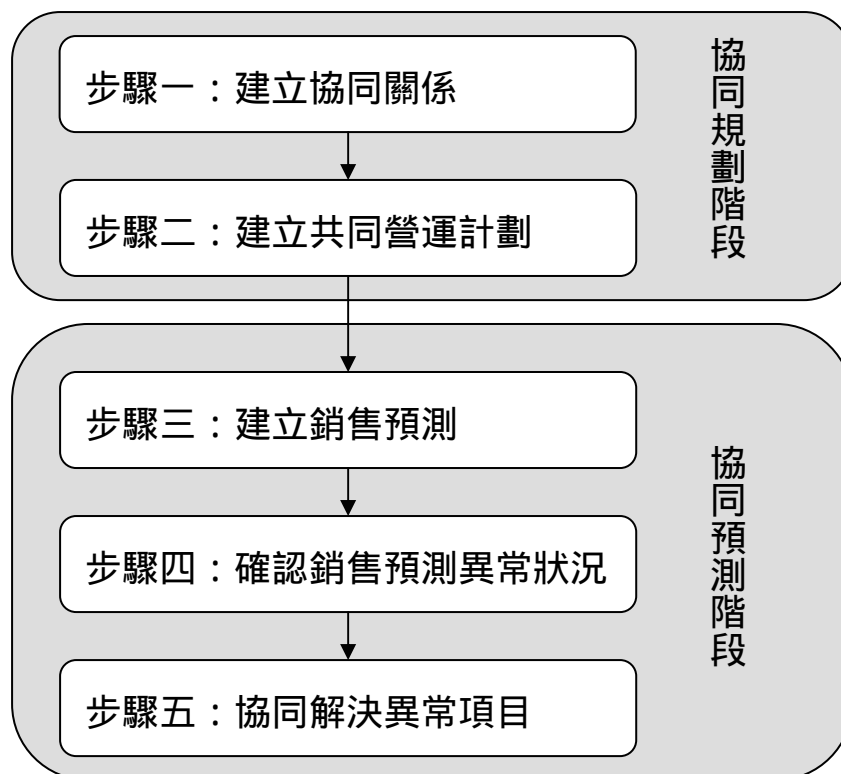 步驟一：建立協同關係
步驟二：建立共同營運計劃
協同規劃階段
步驟三：建立銷售預測
步驟四：確認銷售預測異常狀況
步驟五：協同解決異常項目
協同預測階段